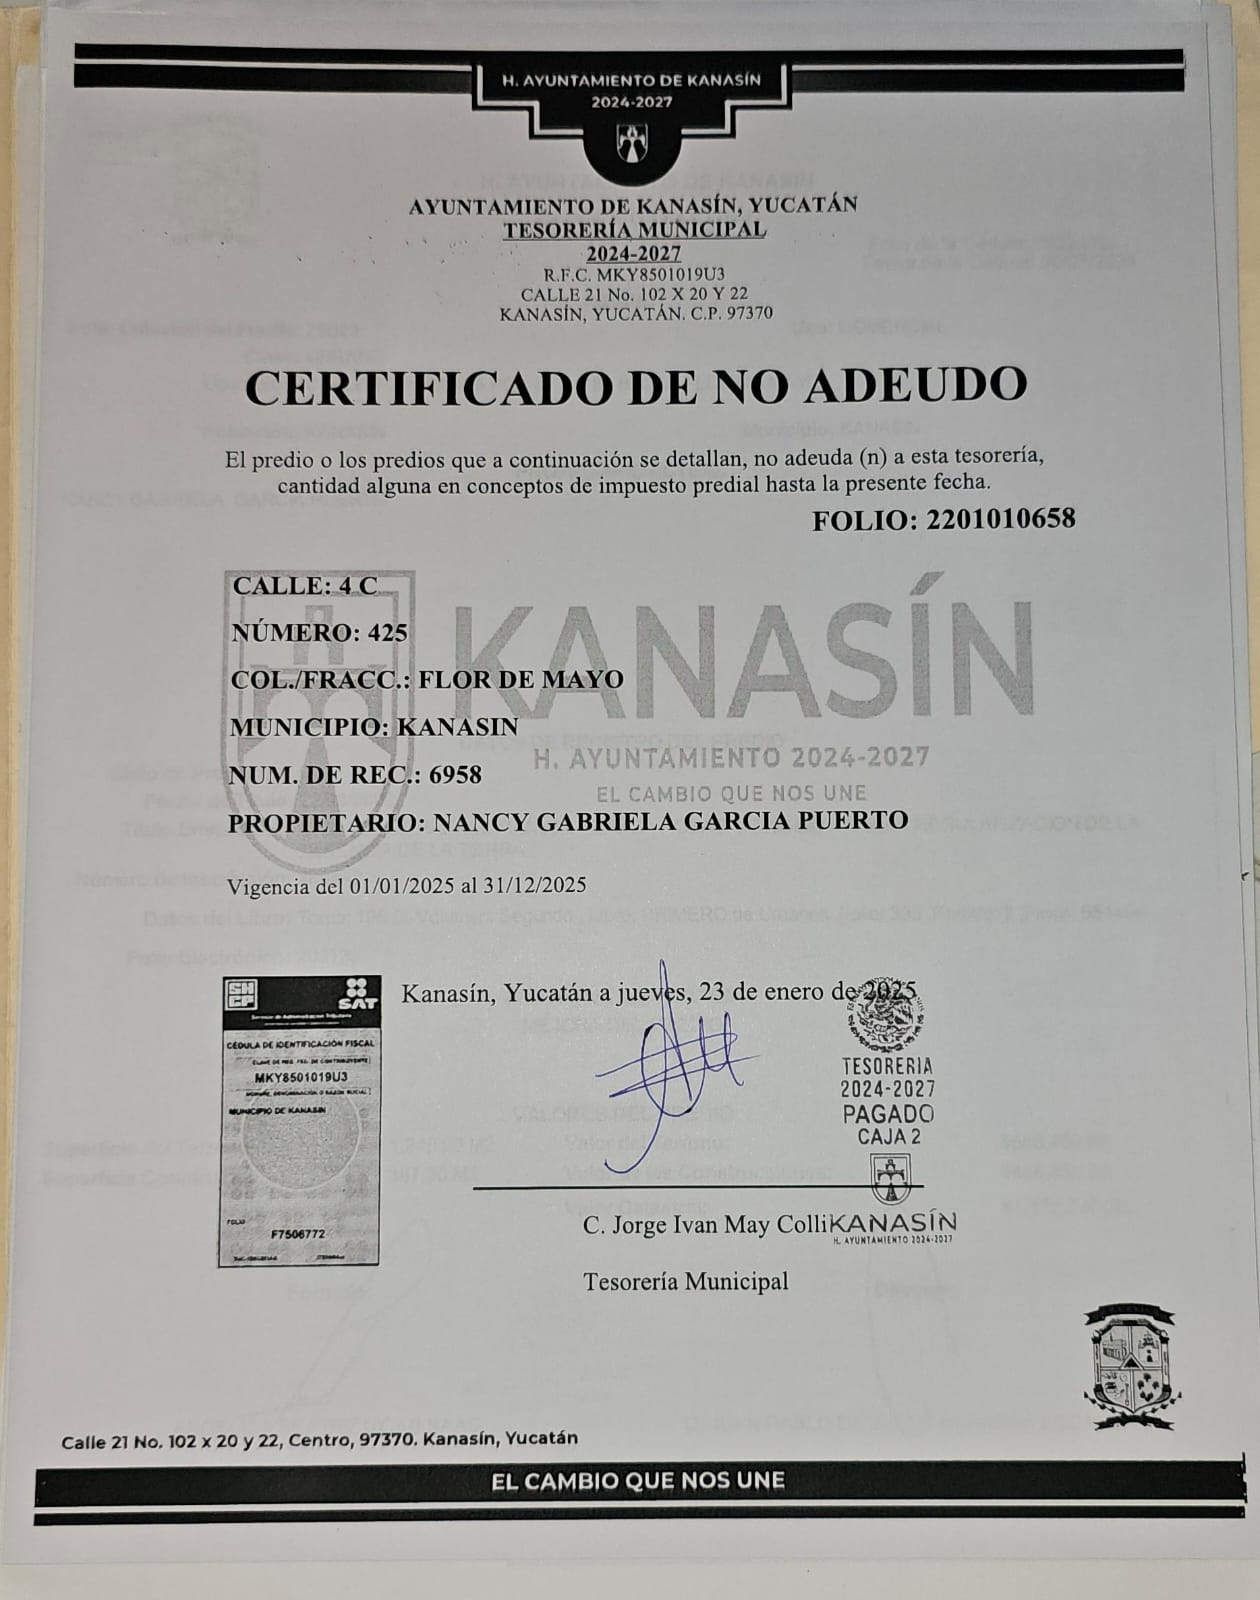 H. AYUNTAMIENTO DE KANASÍN
2024-2027
AYUNTAMIENTO DE KANASÍN, YUCATÁN
TESORERÍA MUNICIPAL
2024-2027
R.F.C. MKY8501019U3
CALLE 21 No. 102 X 20 Y 22
KANASÍN, YUCATÁN. C.P. 97370
CERTIFICADO DE NO ADEUDO
El predio o los predios que a continuación se detallan, no adeuda (n) a esta tesorería,
cantidad alguna en conceptos de impuesto predial hasta la presente fecha.
FOLIO: 2201010658
CALLE: 4 C
NÚMERO: 425
COL./FRACC.: FLOR DE MAYO
MUNICIPIO: KANASIN
NUM. DE REC.: 6958
PROPIETARIO: NANCY GABRIELA GARCIA PUERTO
KANASÍN
H. AYUNTAMIENTO 2024-2027
EL CAMBIO QUE NOS UNE
Vigencia del 01/01/2025 al 31/12/2025
Kanasín, Yucatán a jueves, 23 de enero de 2025
SHCP
SAT
Servicio de Administración Tributaria
CÉDULA DE IDENTIFICACIÓN FISCAL
MKY8501019U3
MUNICIPIO DE KANASIN
FOLIO
F7506772
TESORERIA
2024-2027
PAGADO
CAJA 2
KANASÍN
H. AYUNTAMIENTO 2024-2027
C. Jorge Ivan May Colli
Tesorería Municipal
Calle 21 No. 102 x 20 y 22, Centro, 97370. Kanasín, Yucatán
EL CAMBIO QUE NOS UNE